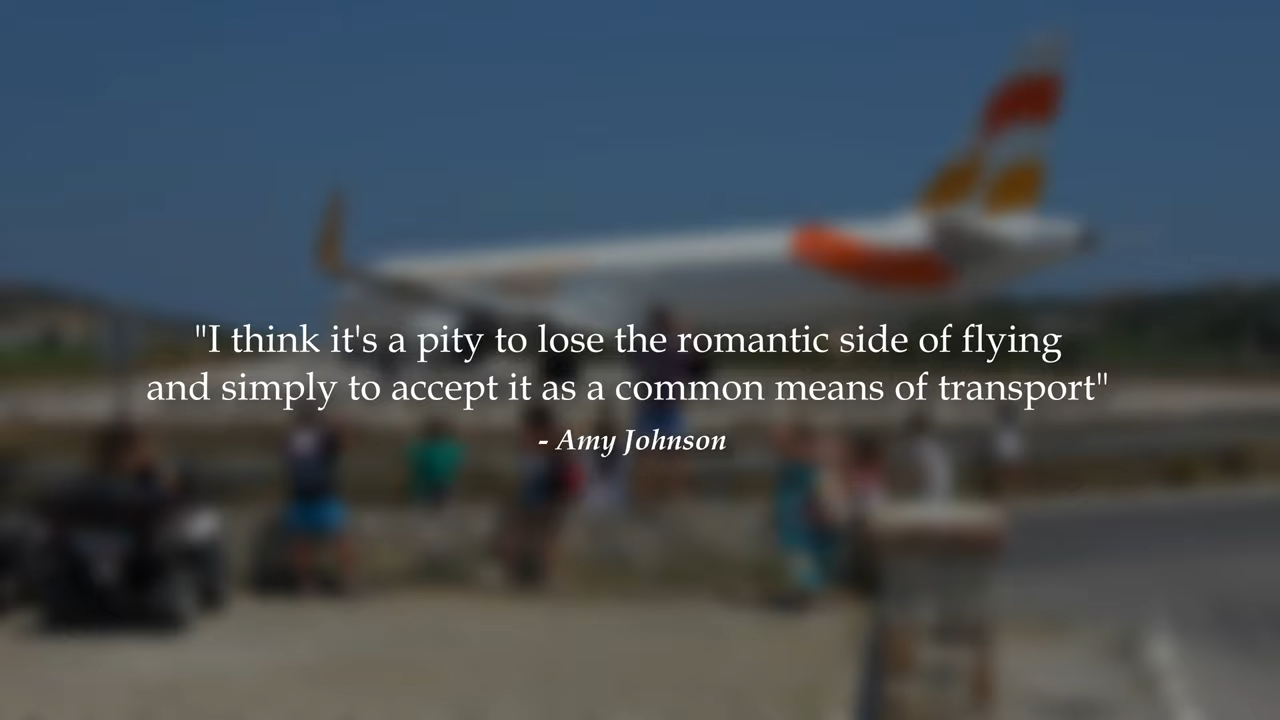 "I think it's a pity to lose the romantic side of flying
and simply to accept it as a common means of transport"
- Amy Johnson